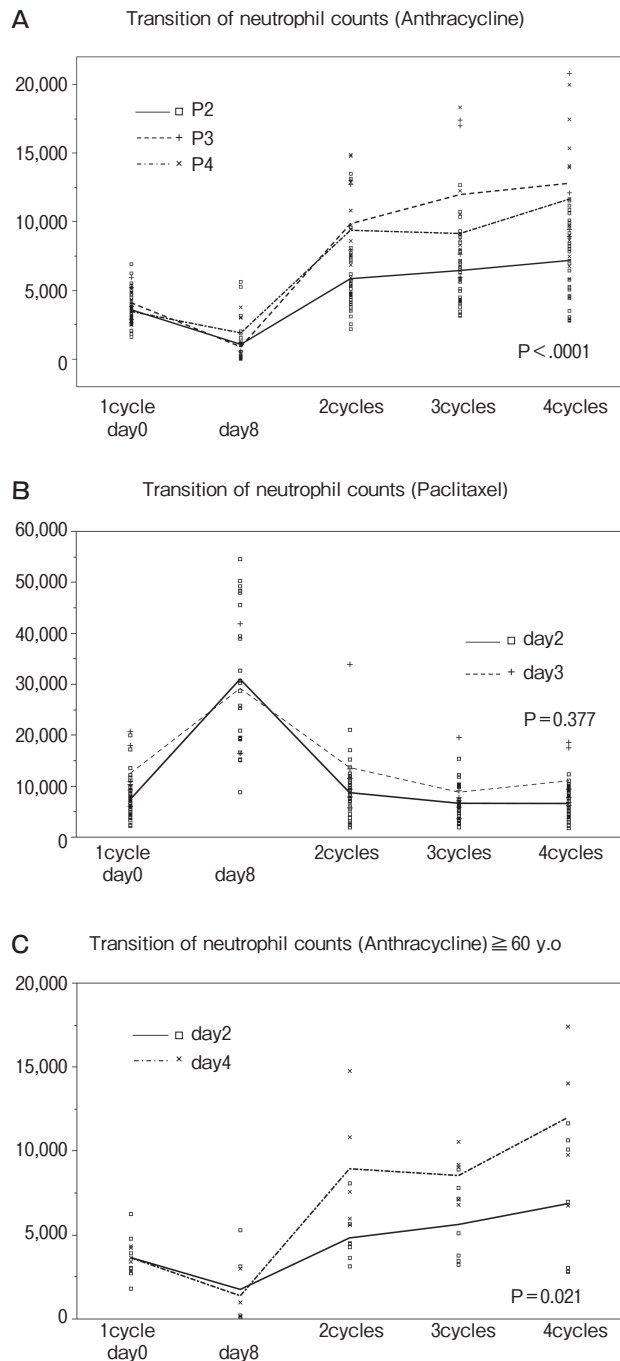 A Transition of neutrophil counts (Anthracycline)
20,000
P2
P3
15,000
P4
10,000
5,000
0
P<.0001
1cycle day0
day8
2cycles
3cycles
4cycles
B Transition of neutrophil counts (Paclitaxel)
60,000
50,000
40,000
day2
day3
30,000
P=0.377
20,000
10,000
0
1cycle day0
day8
2cycles
3cycles
4cycles
C Transition of neutrophil counts (Anthracycline) ≧ 60 y.o
20,000
day2
day4
15,000
10,000
5,000
P=0.021
0
1cycle day0
day8
2cycles
3cycles
4cycles